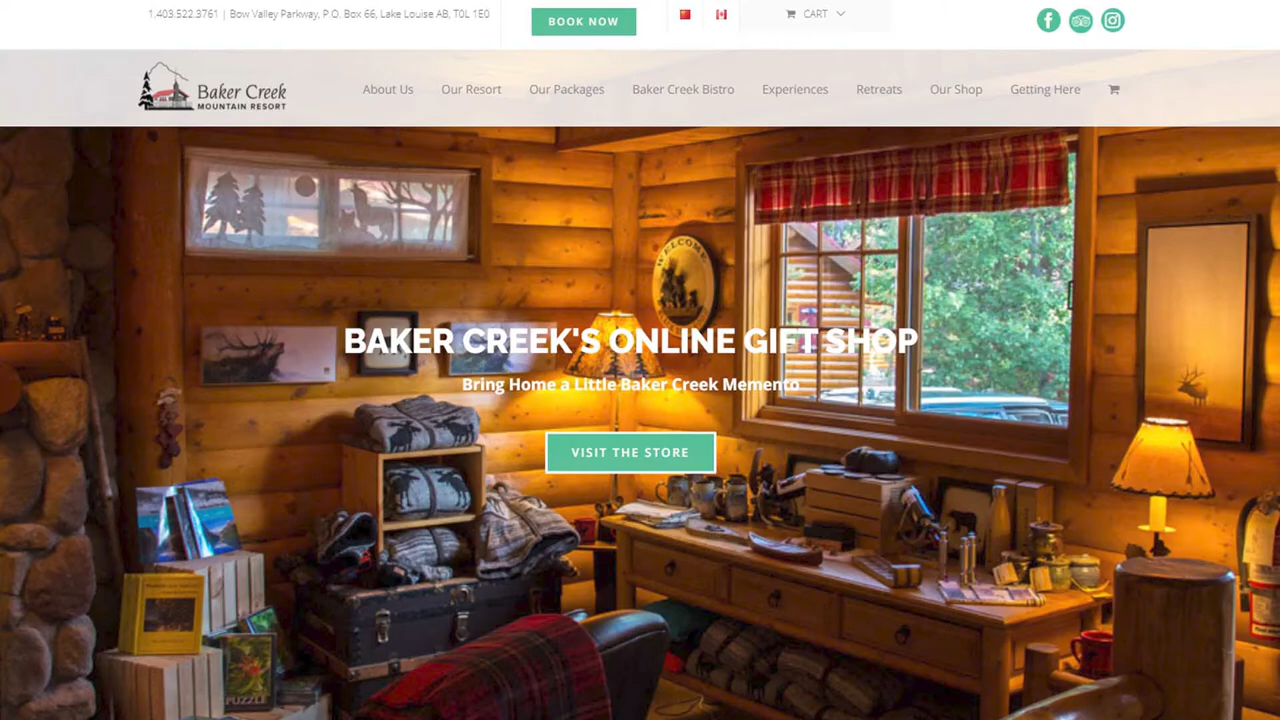 1.403.522.3761 | Bow Valley Parkway, P.O. Box 66, Lake Louise AB, T0L 1E0
BOOK NOW
CART
Baker Creek
MOUNTAIN RESORT
About Us
Our Resort
Our Packages
Baker Creek Bistro
Experiences
Retreats
Our Shop
Getting Here
WELCOME
BAKER CREEK'S ONLINE GIFT SHOP
Bring Home a Little Baker Creek Memento
VISIT THE STORE
PUZZLE